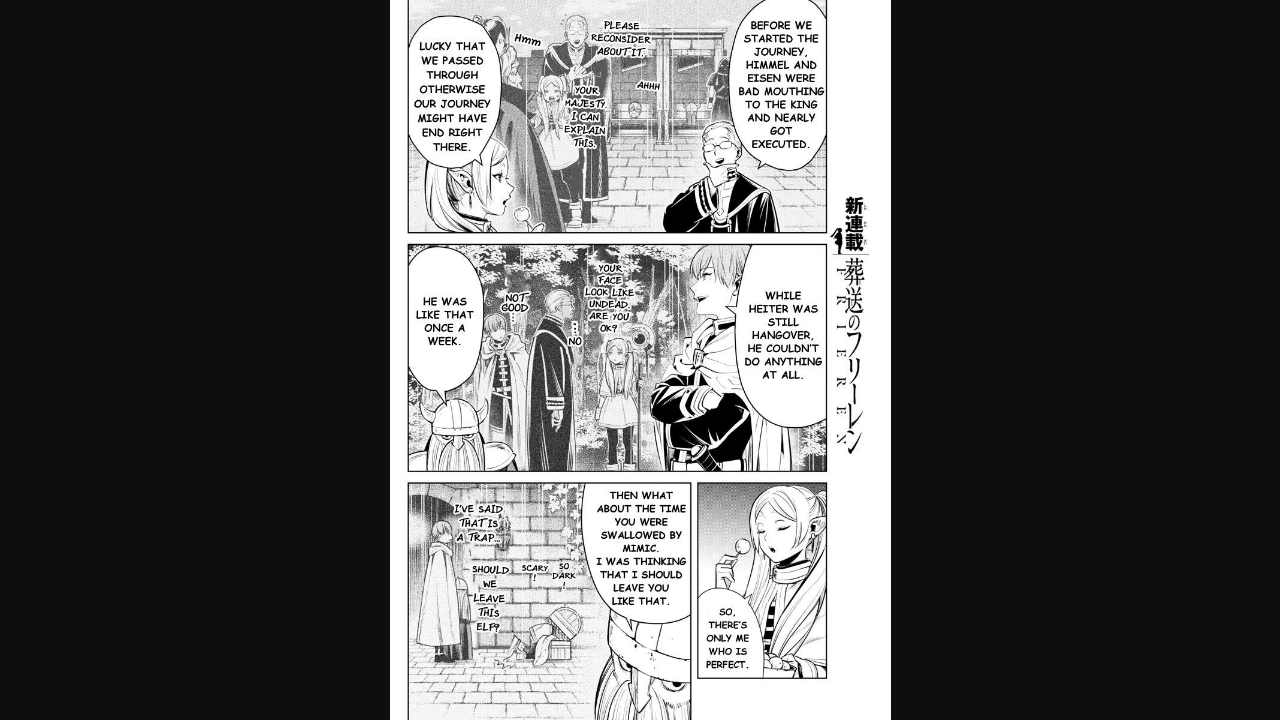 BEFORE WE
STARTED THE
JOURNEY,
HIMMEL AND
EISEN WERE
BAD MOUTHING
TO THE KING
AND NEARLY
GOT
EXECUTED.
PLEASE
RECONSIDER
ABOUT IT.
AHHH
YOUR
MAJESTY.
I CAN
EXPLAIN
THIS.
Hmm
LUCKY THAT
WE PASSED
THROUGH
OTHERWISE
OUR JOURNEY
MIGHT HAVE
END RIGHT
THERE.
WHILE
HEITER WAS
STILL
HANGOVER,
HE COULDN'T
DO ANYTHING
AT ALL.
YOUR
FACE
LOOK LIKE
UNDEAD.
ARE YOU
OK?
...
NO
NOT
GOOD
...
HE WAS
LIKE THAT
ONCE A
WEEK.
SO,
THERE'S
ONLY ME
WHO IS
PERFECT.
THEN WHAT
ABOUT THE TIME
YOU WERE
SWALLOWED BY
MIMIC.
I WAS THINKING
THAT I SHOULD
LEAVE YOU
LIKE THAT.
I'VE SAID
THAT IS
A TRAP...
SO
DARK
!
SCARY
!
SHOULD
WE
LEAVE
THIS
ELF?
新連載
葬送のフリーレン
FRIEREN